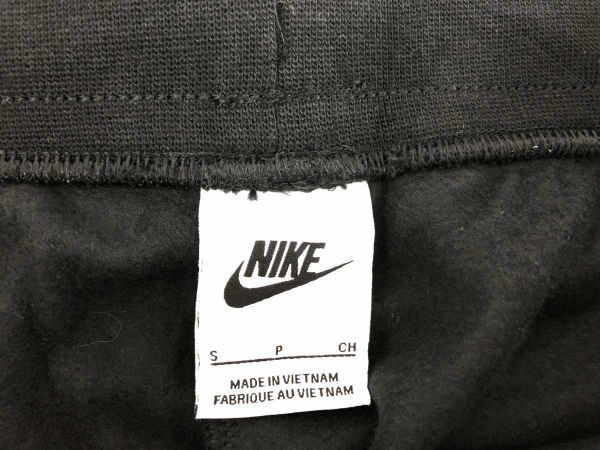 NIKE
S P CH
MADE IN VIETNAM
FABRIQUE AU VIETNAM